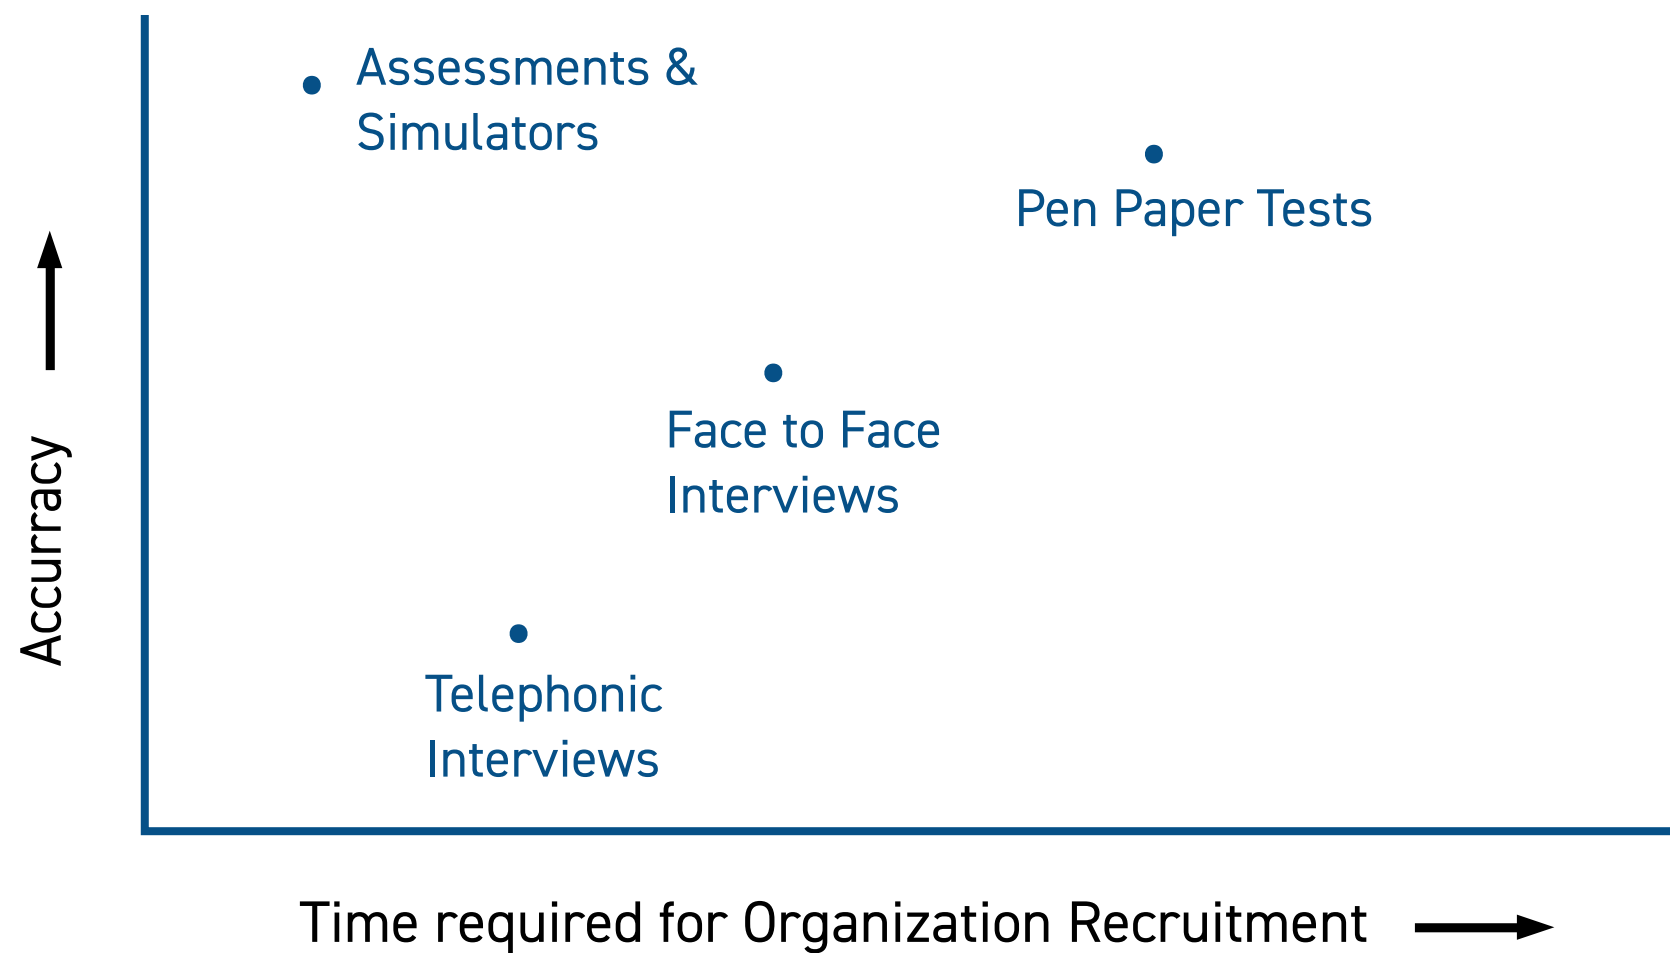 Assessments &
Simulators
Pen Paper Tests
Face to Face
Interviews
Telephonic
Interviews
Accurracy
Time required for Organization Recruitment